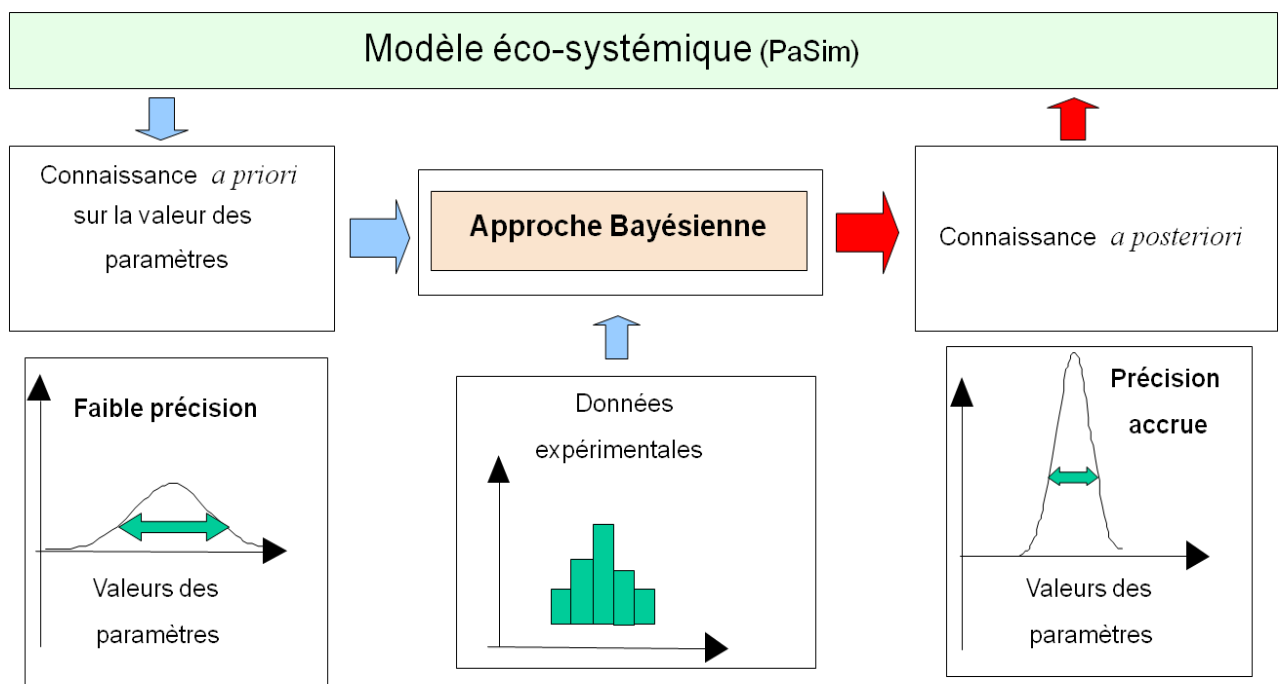 Modèle éco-systémique (PaSim)
Connaissance a priori
sur la valeur des
paramètres
Approche Bayésienne
Connaissance a posteriori
Faible précision
Valeurs des
paramètres
Données
expérimentales
Précision
accrue
Valeurs des
paramètres